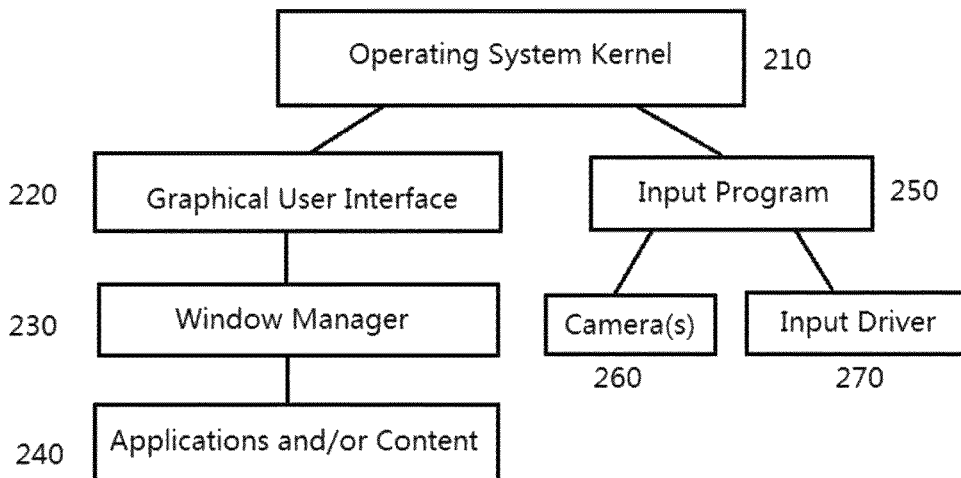 Operating System Kernel 210
220 Graphical User Interface
Input Program 250
230 Window Manager
Camera(s)
Input Driver
260
270
240 Applications and/or Content